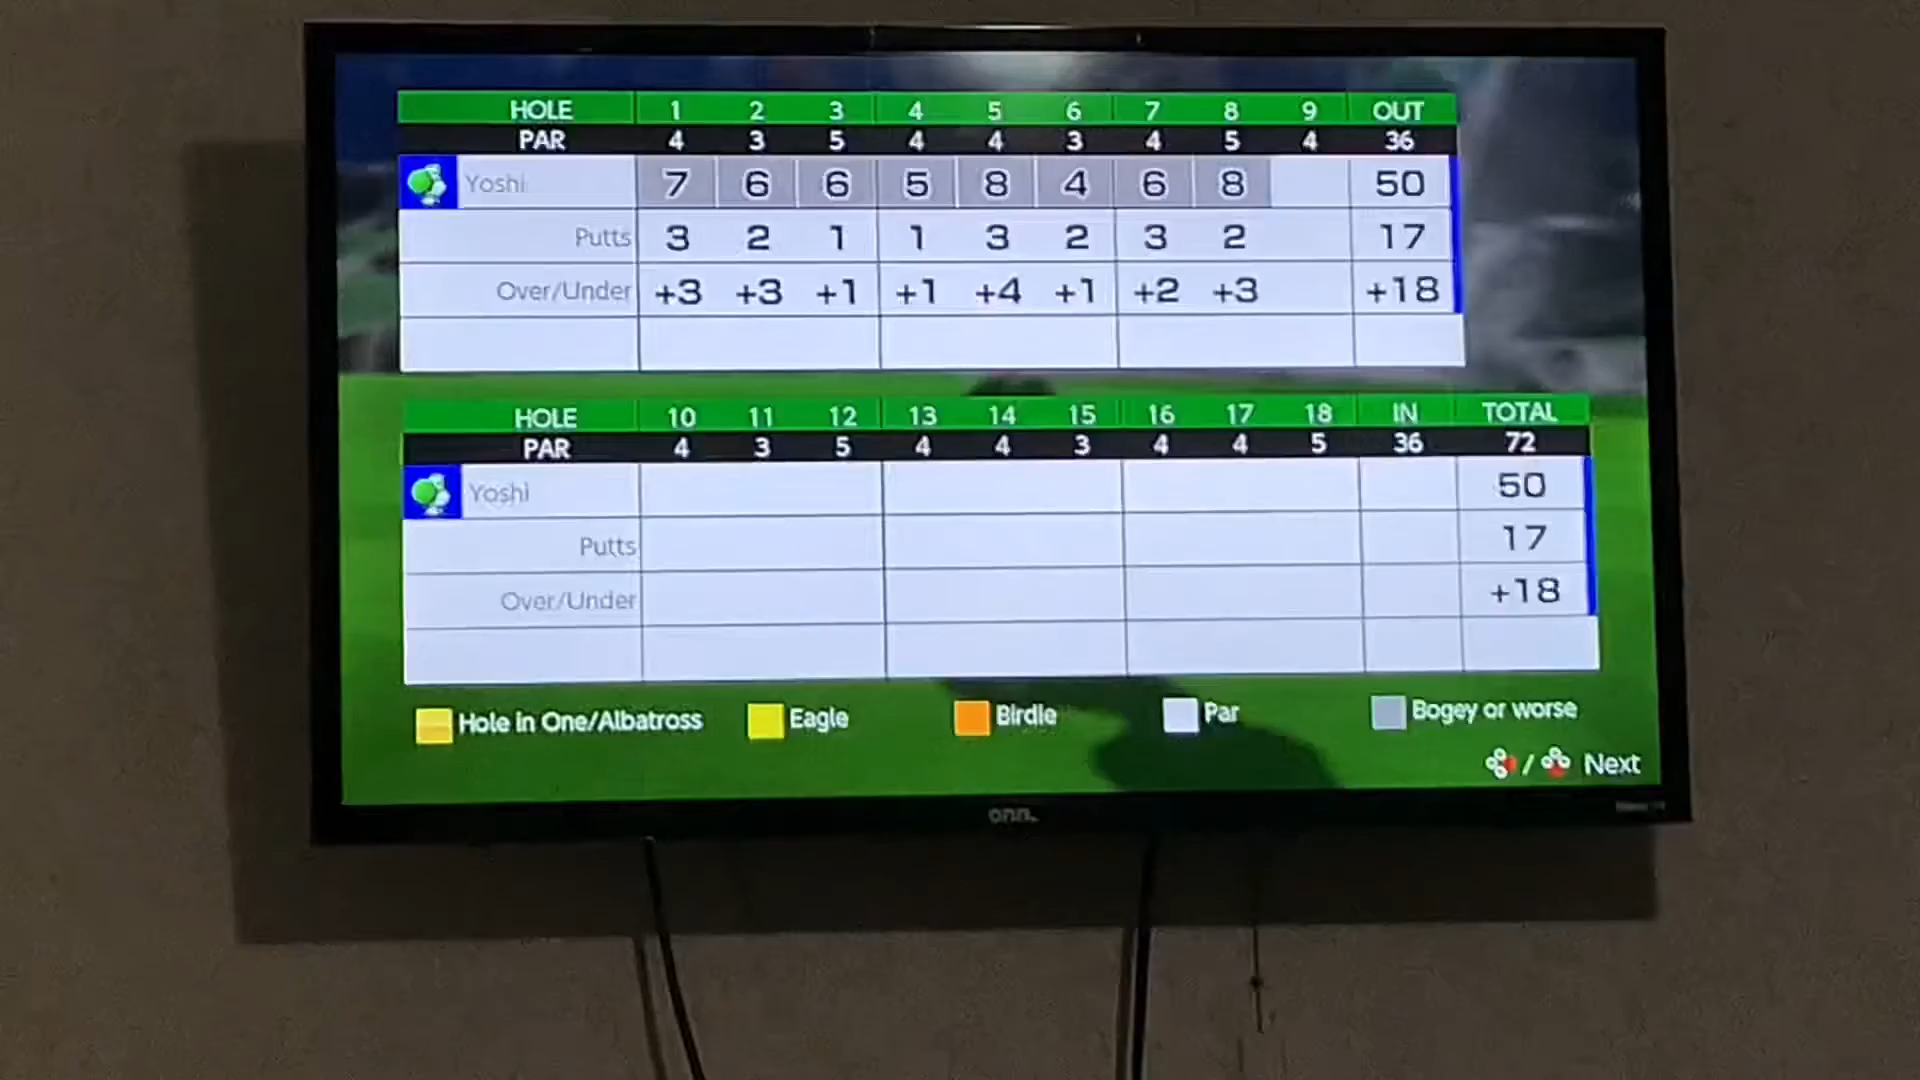 HOLE 1 2 3 4 5 6 7 8 9 OUT
PAR 4 3 5 4 4 3 4 5 4 36
Yoshi 7 6 6 5 8 4 6 8 50
Putts 3 2 1 1 3 2 3 2 17
Over/Under +3 +3 +1 +1 +4 +1 +2 +3 +18
HOLE 10 11 12 13 14 15 16 17 18 IN TOTAL
PAR 4 3 5 4 4 3 4 4 5 36 72
Yoshi 50
Putts 17
Over/Under +18
Hole in One/Albatross Eagle Birdie Par Bogey or worse
/ Next
onn.